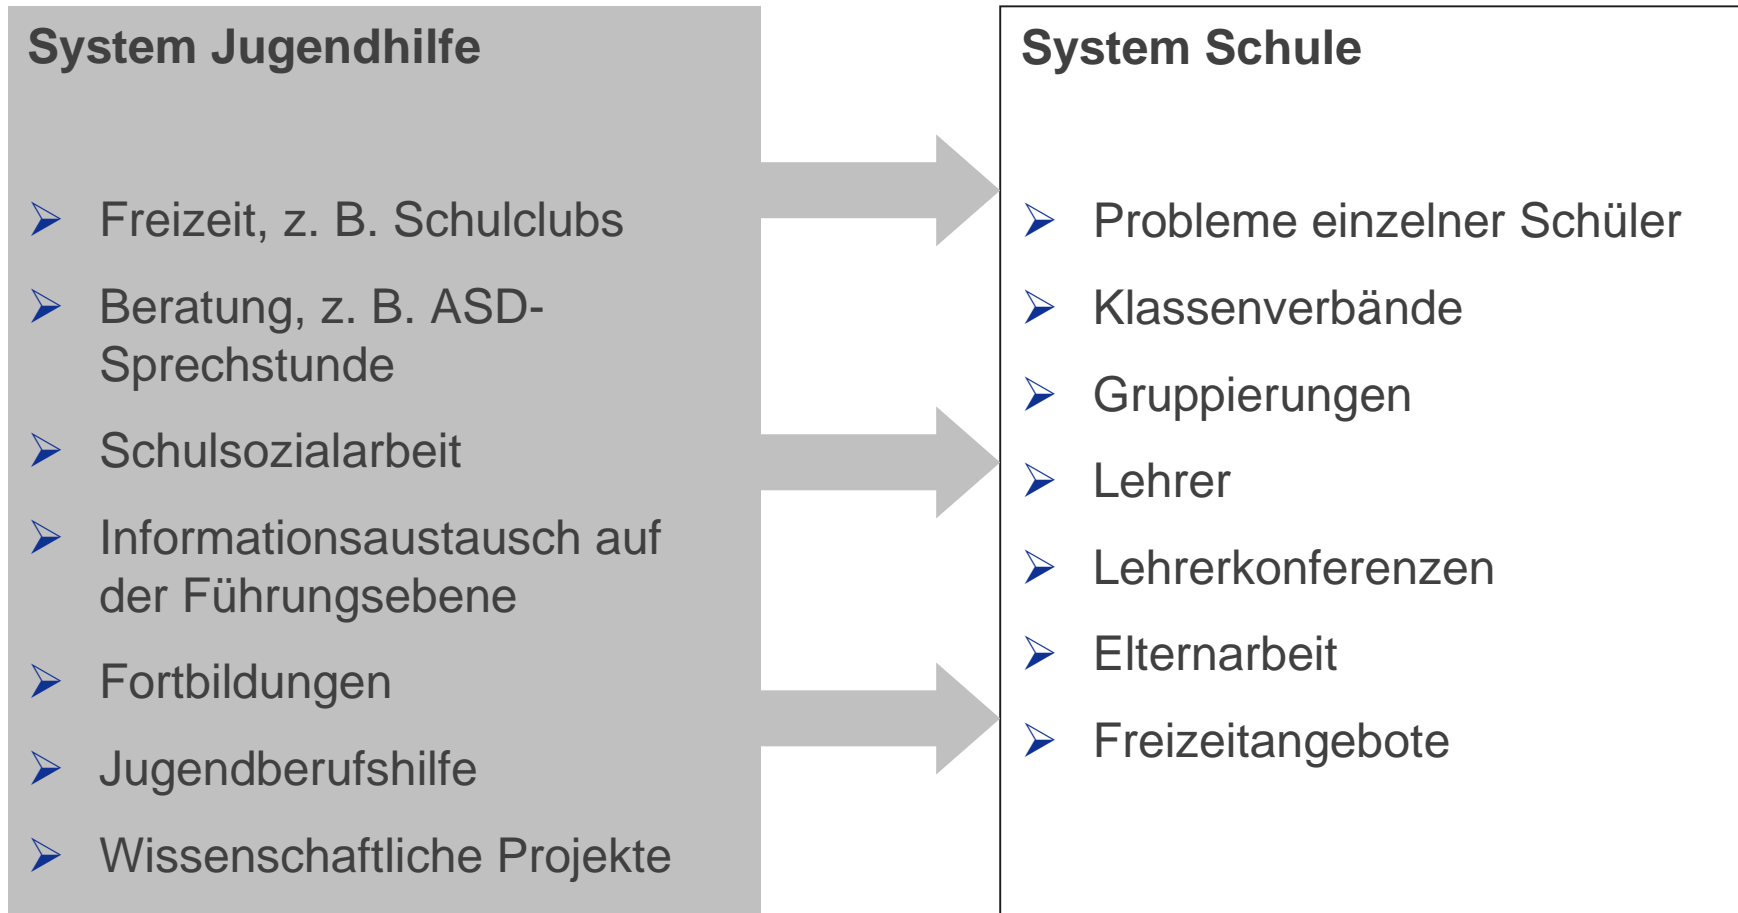 System Jugendhilfe
Freizeit, z. B. Schulclubs
Beratung, z. B. ASD-
Sprechstunde
Schulsozialarbeit
Informationsaustausch auf
der Führungsebene
Fortbildungen
Jugendberufshilfe
Wissenschaftliche Projekte
System Schule
Probleme einzelner Schüler
Klassenverbände
Gruppierungen
Lehrer
Lehrerkonferenzen
Elternarbeit
Freizeitangebote